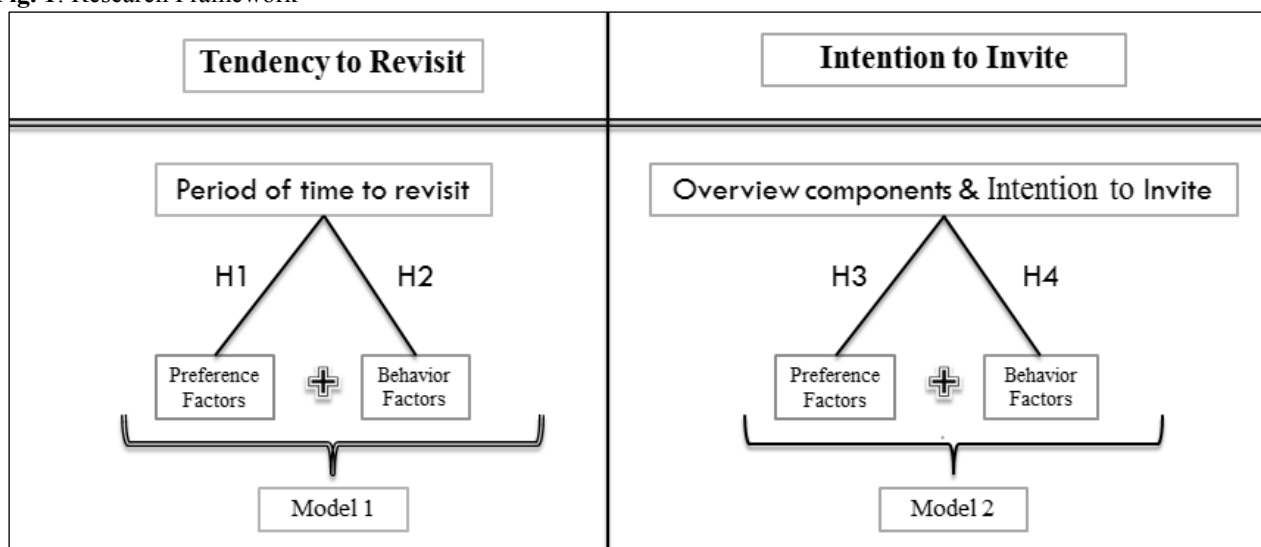 Fig. 1: Research Framework
Tendency to Revisit
Intention to Invite
Period of time to revisit
H1
H2
Preference
Factors
Behavior
Factors
Model 1
Overview components & Intention to Invite
H3
H4
Preference
Factors
Behavior
Factors
Model 2